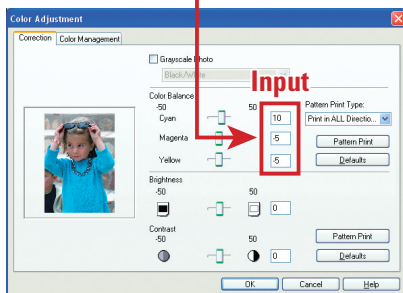 Color Adjustment
Correction Color Management
Grayscale Photo
Black/White
Input
Color Balance
-50 50
Pattern Print Type:
Cyan 10 Print in ALL Directio...
Magenta -5 Pattern Print
Yellow -5 Defaults
Brightness
-50 50
0
Contrast
-50 50 Pattern Print
0 Defaults
OK Cancel Help